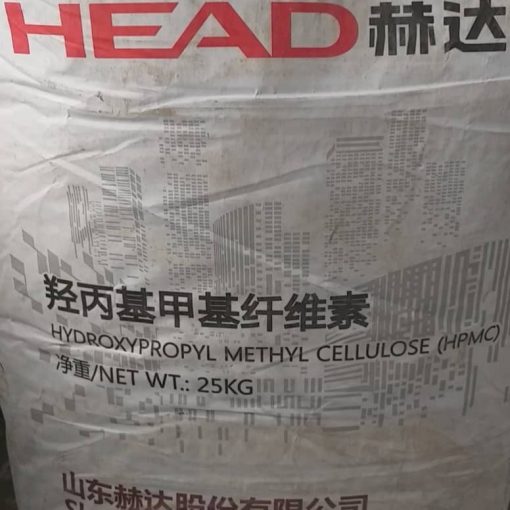 HEAD 赫达
羟丙基甲基纤维素
HYDROXYPROPYL METHYL CELLULOSE (HPMC)
净重/NET WT.: 25KG
山东赫达股份有限公司